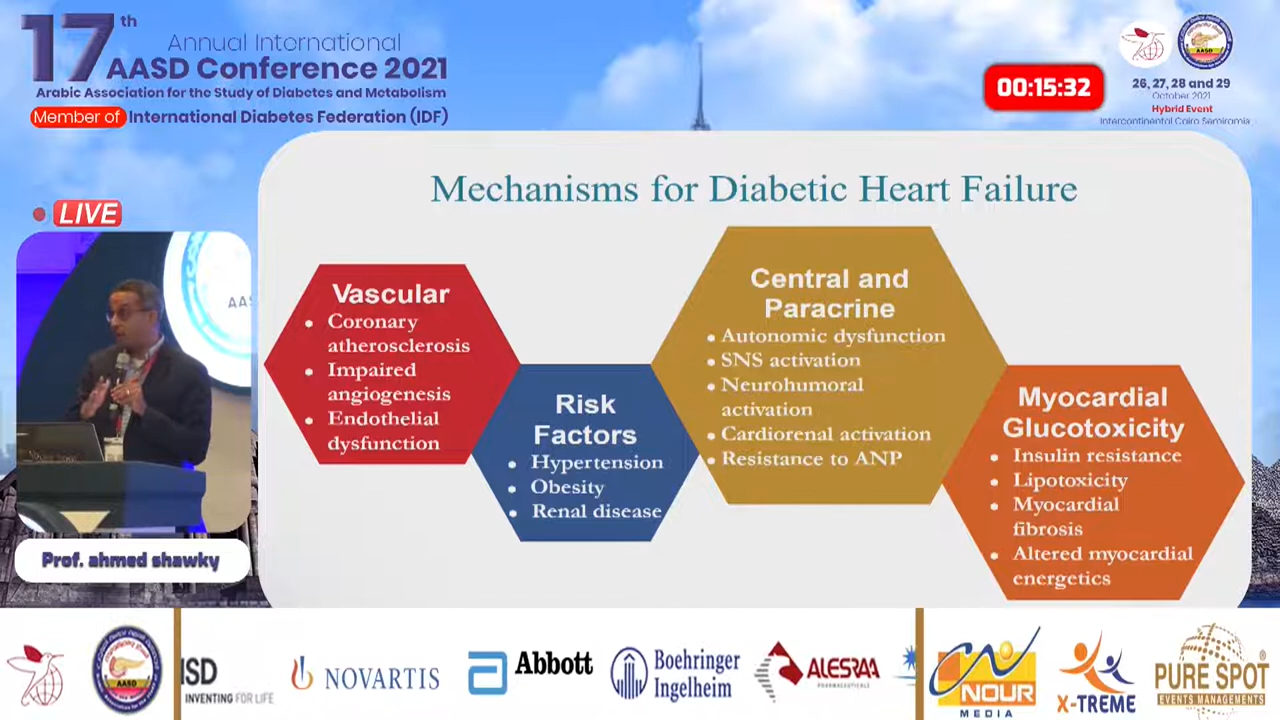 17th
Annual International
AASD Conference 2021
Arabic Association for the Study of Diabetes and Metabolism
Member of International Diabetes Federation (IDF)
00:15:32
26, 27, 28 and 29
October 2021
Hybrid Event
Intercontinental Cairo Semiramis
LIVE
AAS
Prof. ahmed shawky
Mechanisms for Diabetic Heart Failure
Vascular
• Coronary
atherosclerosis
• Impaired
angiogenesis
• Endothelial
dysfunction
Risk
Factors
• Hypertension
• Obesity
• Renal disease
Central and
Paracrine
• Autonomic dysfunction
• SNS activation
• Neurohumoral
activation
• Cardiorenal activation
• Resistance to ANP
Myocardial
Glucotoxicity
• Insulin resistance
• Lipotoxicity
• Myocardial
fibrosis
• Altered myocardial
energetics
AASD
ISD
INVENTING FOR LIFE
NOVARTIS
Abbott
Boehringer
Ingelheim
ALESRAA
PHARMACEUTICALS
NOUR
MEDIA
X-TREME
PURE SPOT
EVENTS MANAGEMENTS